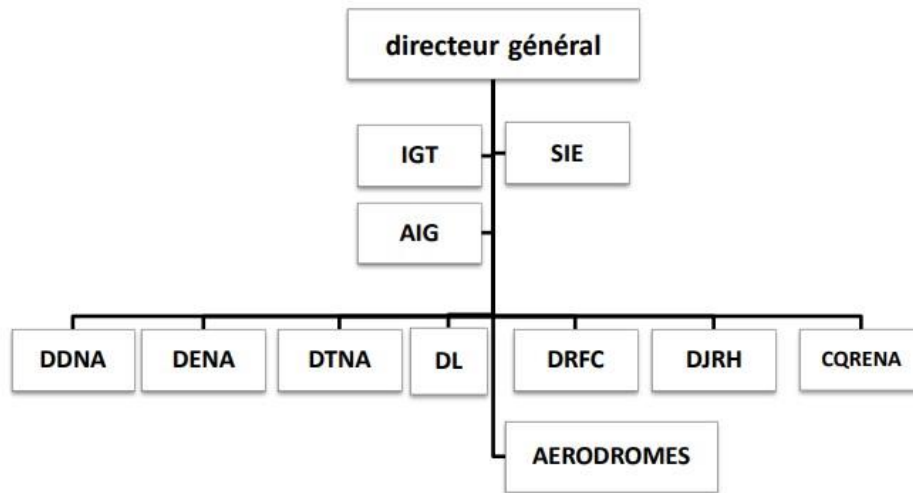 directeur général
IGT
SIE
AIG
DDNA
DENA
DTNA
DL
DRFC
DJRH
CQRENA
AERODROMES